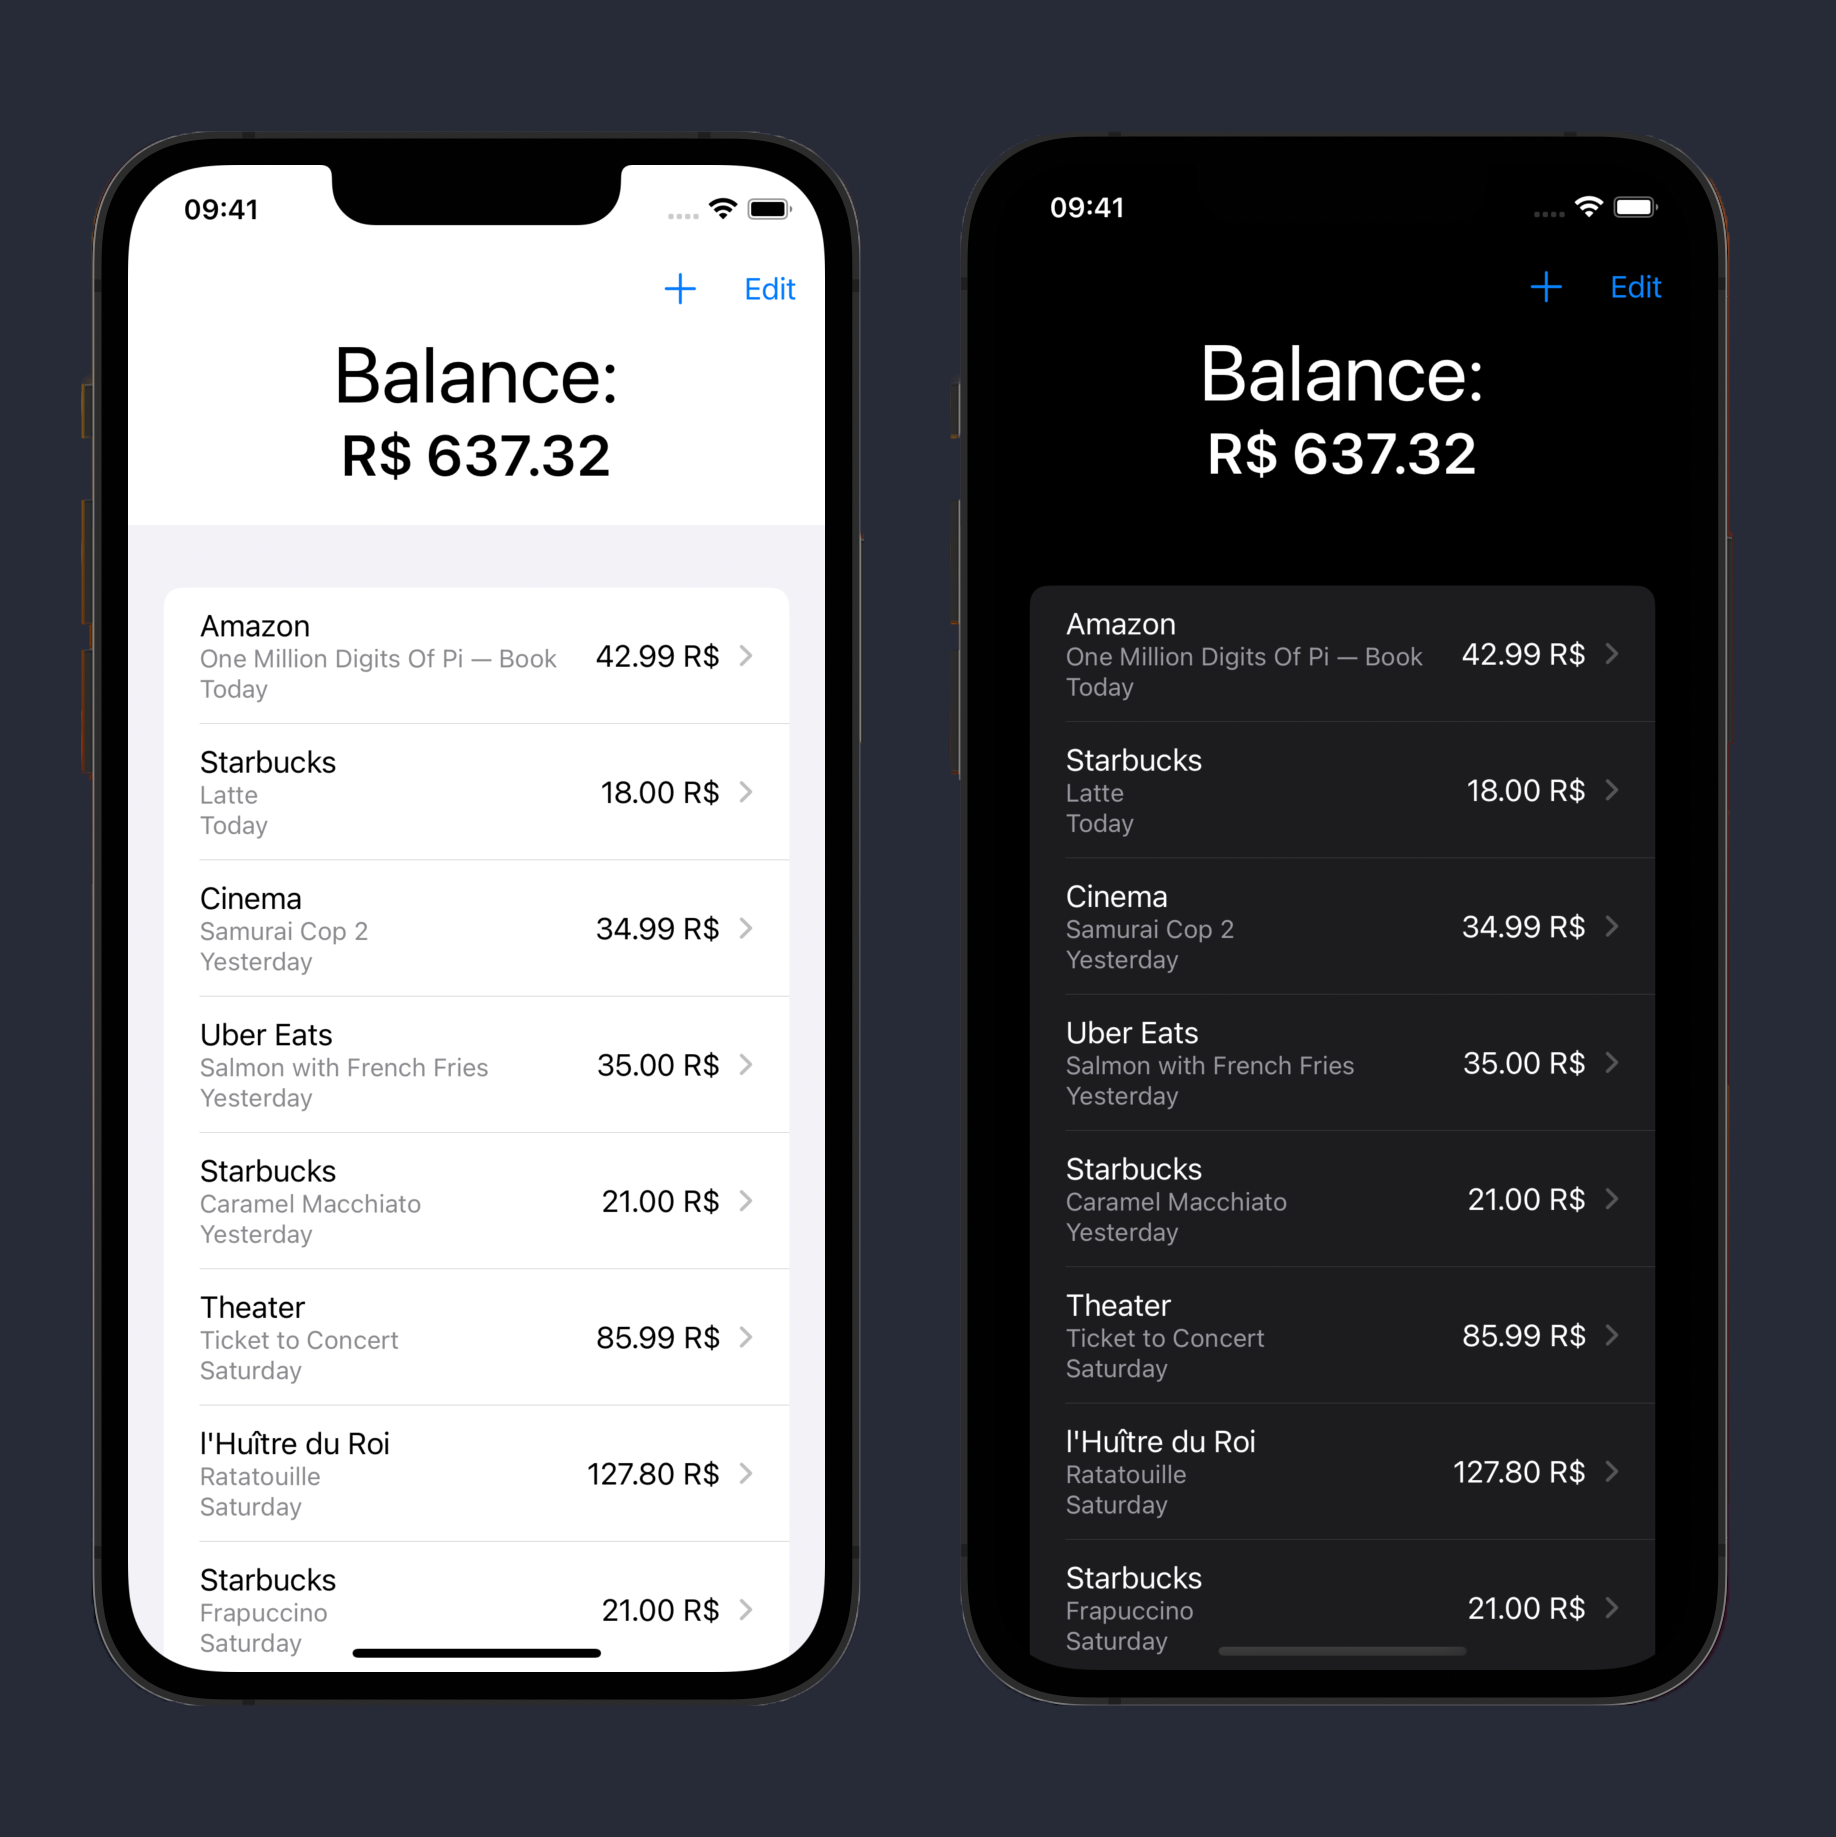 09:41
+ Edit
Balance:
R$ 637.32
Amazon
One Million Digits Of Pi — Book
Today
42.99 R$
Starbucks
Latte
Today
18.00 R$
Cinema
Samurai Cop 2
Yesterday
34.99 R$
Uber Eats
Salmon with French Fries
Yesterday
35.00 R$
Starbucks
Caramel Macchiato
Yesterday
21.00 R$
Theater
Ticket to Concert
Saturday
85.99 R$
l'Huître du Roi
Ratatouille
Saturday
127.80 R$
Starbucks
Frapuccino
Saturday
21.00 R$
09:41
+ Edit
Balance:
R$ 637.32
Amazon
One Million Digits Of Pi — Book
Today
42.99 R$
Starbucks
Latte
Today
18.00 R$
Cinema
Samurai Cop 2
Yesterday
34.99 R$
Uber Eats
Salmon with French Fries
Yesterday
35.00 R$
Starbucks
Caramel Macchiato
Yesterday
21.00 R$
Theater
Ticket to Concert
Saturday
85.99 R$
l'Huître du Roi
Ratatouille
Saturday
127.80 R$
Starbucks
Frapuccino
Saturday
21.00 R$